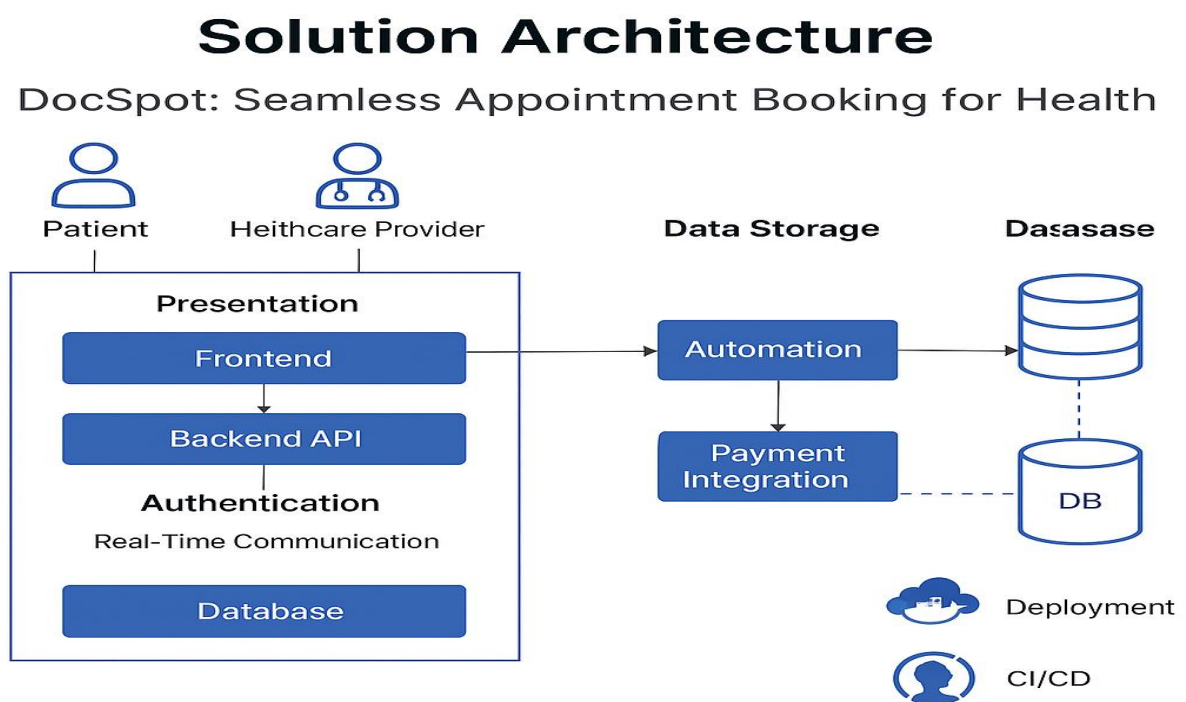 Solution Architecture
DocSpot: Seamless Appointment Booking for Health
Patient
Heithcare Provider
Data Storage
Dasasase
Presentation
Frontend
Automation
Backend API
Payment
Integration
Authentication
DB
Real-Time Communication
Database
Deployment
CI/CD